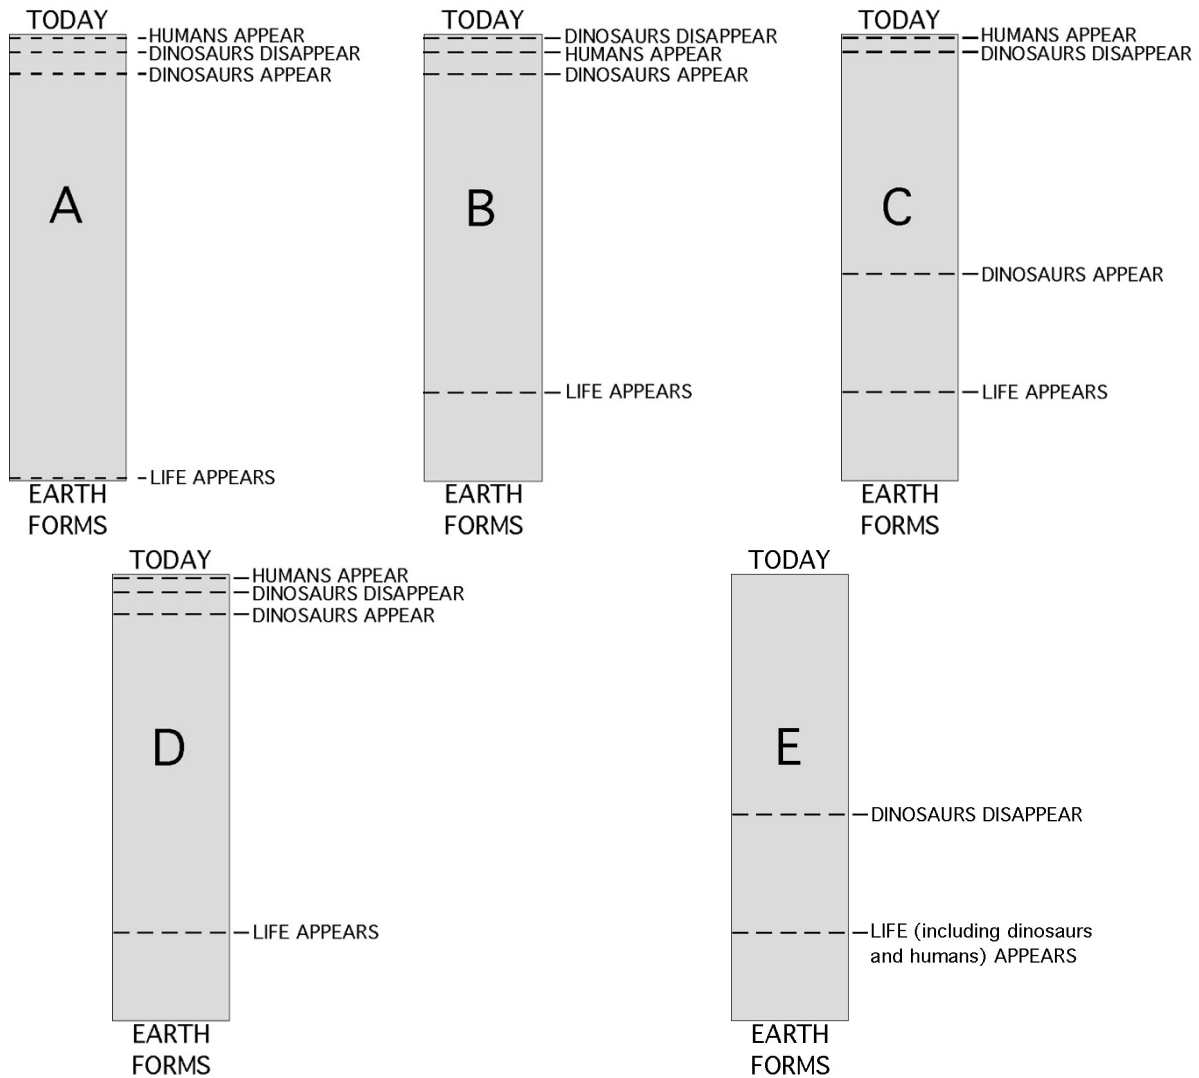 TODAY
HUMANS APPEAR
DINOSAURS DISAPPEAR
DINOSAURS APPEAR
A
LIFE APPEARS
EARTH
FORMS
TODAY
DINOSAURS DISAPPEAR
HUMANS APPEAR
DINOSAURS APPEAR
B
LIFE APPEARS
EARTH
FORMS
TODAY
HUMANS APPEAR
DINOSAURS DISAPPEAR
C
DINOSAURS APPEAR
LIFE APPEARS
EARTH
FORMS
TODAY
HUMANS APPEAR
DINOSAURS DISAPPEAR
DINOSAURS APPEAR
D
LIFE APPEARS
EARTH
FORMS
TODAY
E
DINOSAURS DISAPPEAR
LIFE (including dinosaurs
and humans) APPEARS
EARTH
FORMS